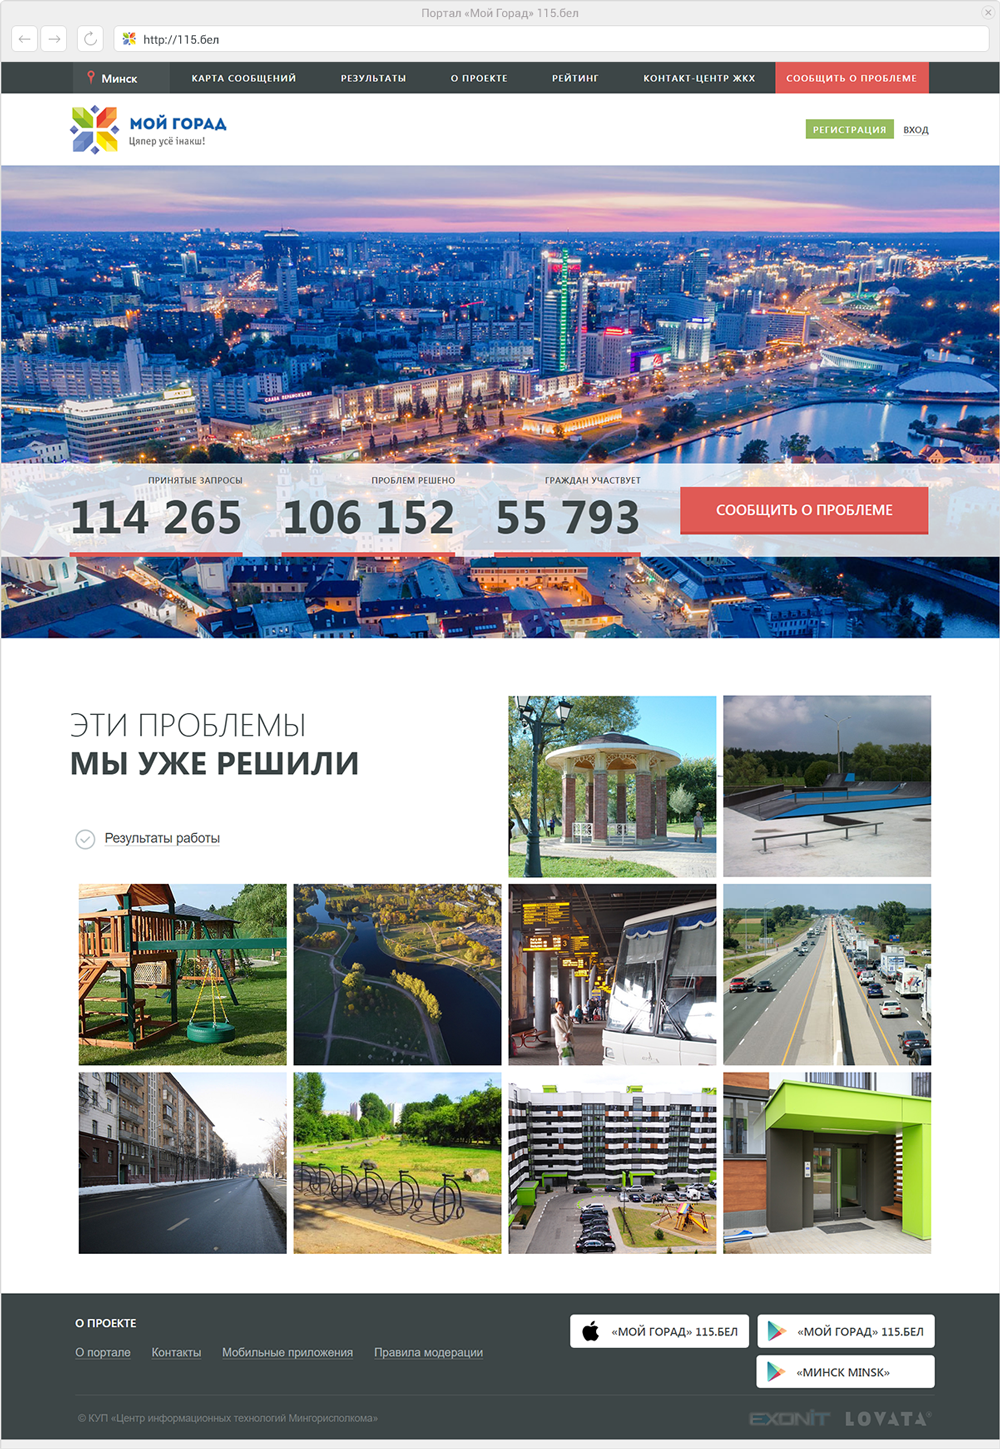 Портал «Мой Горад» 115.бел
http://115.бел
Минск
КАРТА СООБЩЕНИЙ
РЕЗУЛЬТАТЫ
О ПРОЕКТЕ
РЕЙТИНГ
КОНТАКТ-ЦЕНТР ЖКХ
СООБЩИТЬ О ПРОБЛЕМЕ
МОЙ ГОРАД
Цяпер усё інакш!
РЕГИСТРАЦИЯ
ВХОД
ПРИНЯТЫЕ ЗАПРОСЫ
114 265
ПРОБЛЕМ РЕШЕНО
106 152
ГРАЖДАН УЧАСТВУЕТ
55 793
СООБЩИТЬ О ПРОБЛЕМЕ
ЭТИ ПРОБЛЕМЫ
МЫ УЖЕ РЕШИЛИ
Результаты работы
О ПРОЕКТЕ
О портале
Контакты
Мобильные приложения
Правила модерации
«МОЙ ГОРАД» 115.БЕЛ
«МОЙ ГОРАД» 115.БЕЛ
«МИНСК MINSK»
© КУП «Центр информационных технологий Мингорисполкома»
EXONIT
LOVATA